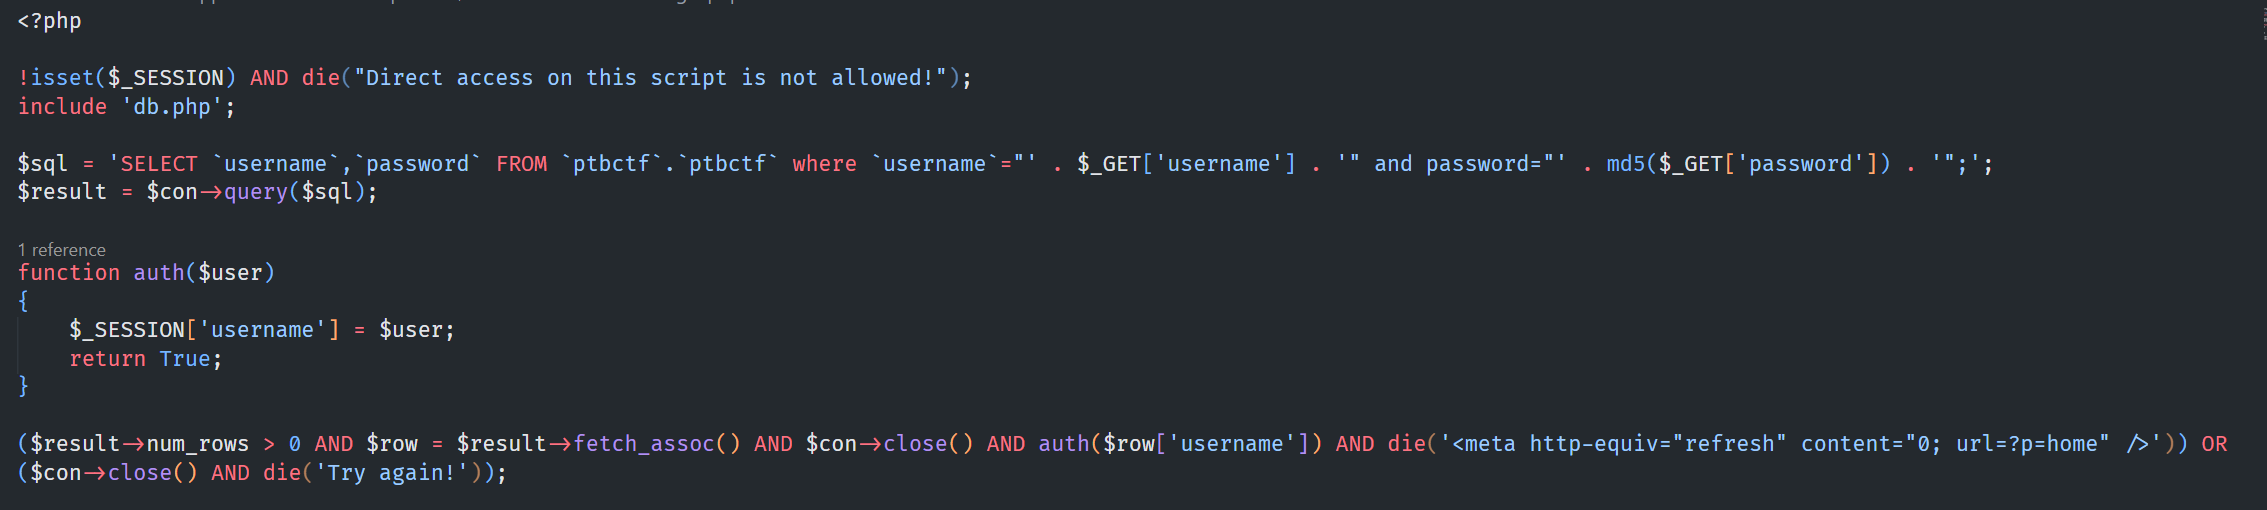 <?php
!isset($_SESSION) AND die("Direct access on this script is not allowed!");
include 'db.php';
$sql = 'SELECT `username`,`password` FROM `ptbctf`.`ptbctf` where `username`="' . $_GET['username'] . '" and password="' . md5($_GET['password']) . '";';
$result = $con->query($sql);
1 reference
function auth($user)
{
    $_SESSION['username'] = $user;
    return True;
}
($result->num_rows > 0 AND $row = $result->fetch_assoc() AND $con->close() AND auth($row['username']) AND die('<meta http-equiv="refresh" content="0; url=?p=home" />')) OR
($con->close() AND die('Try again!'));